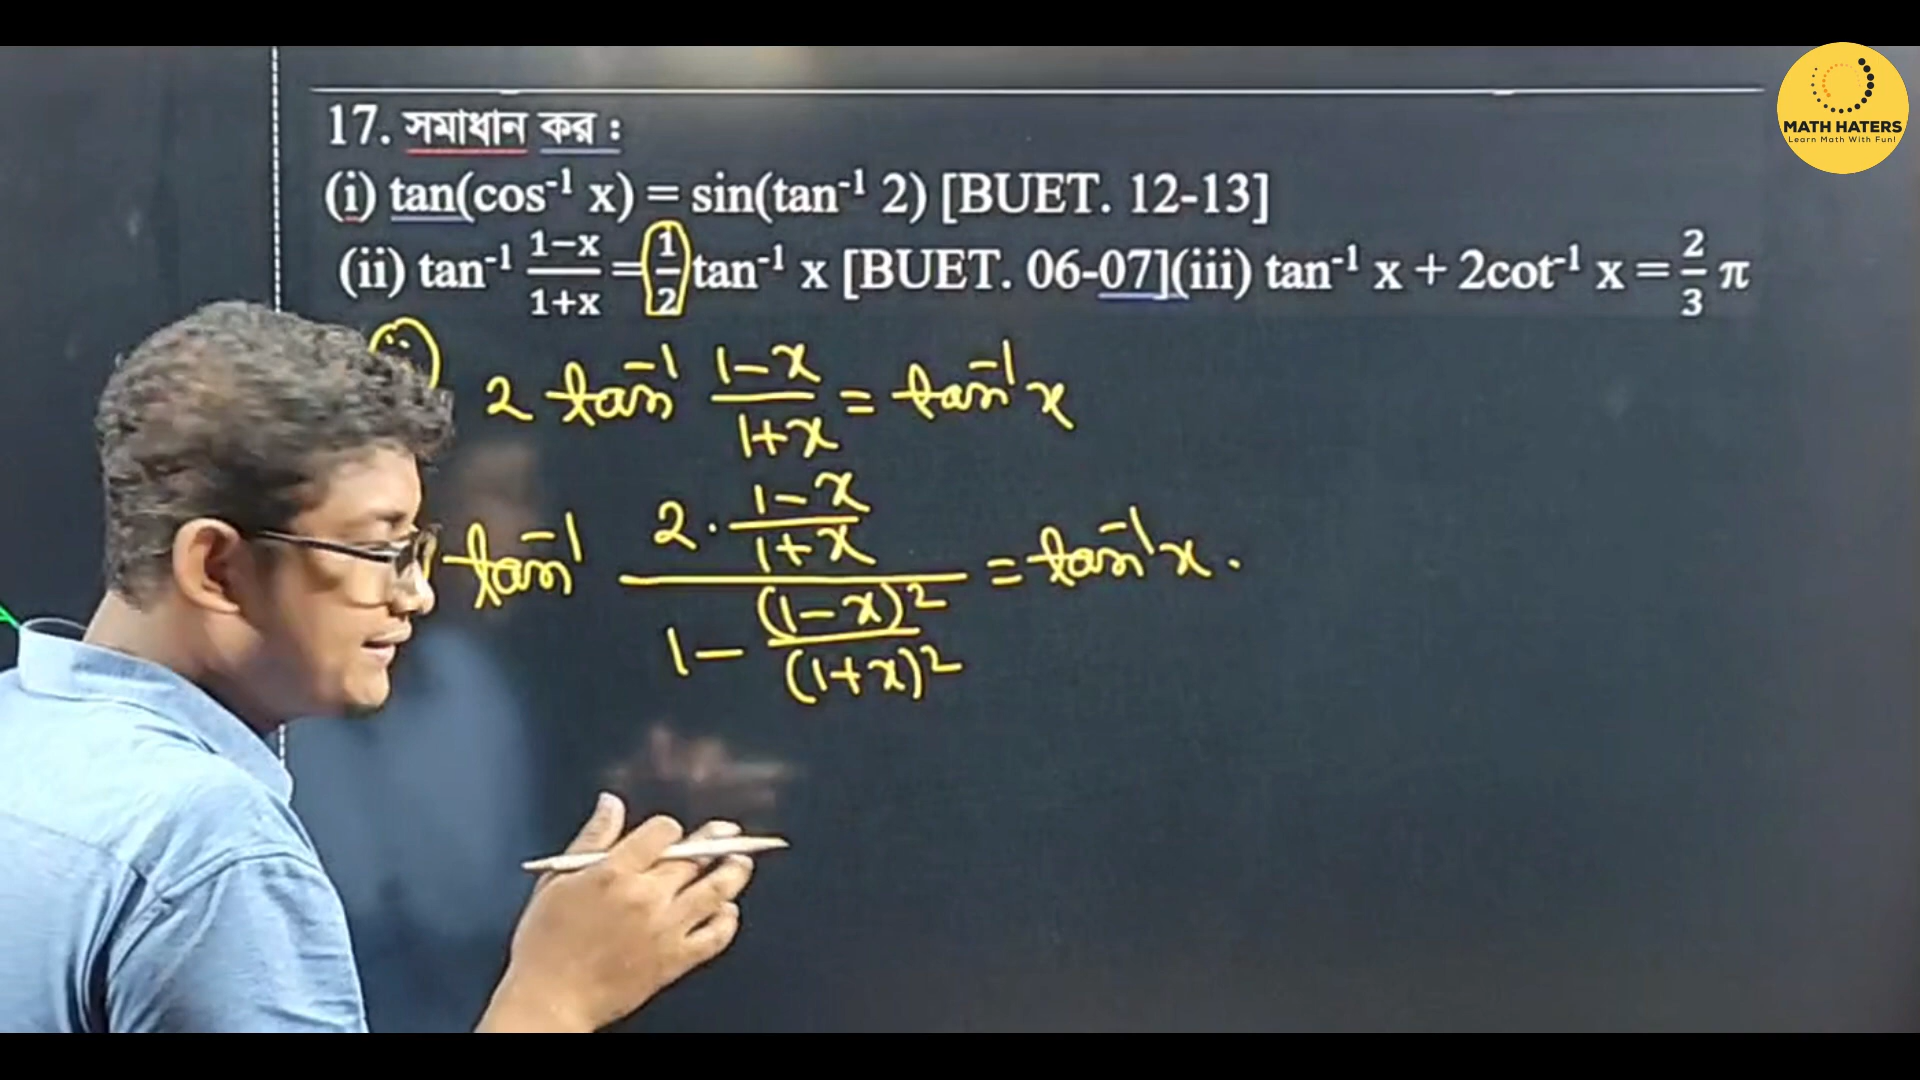 MATH HATERS
Learn Math With Fun!
17. সমাধান কর :
(i) tan(cos⁻¹ x) = sin(tan⁻¹ 2) [BUET. 12-13]
(ii) tan⁻¹ (1−x)/(1+x) = 1/2 tan⁻¹ x [BUET. 06-07](iii) tan⁻¹ x + 2cot⁻¹ x = 2/3 π
2 tan⁻¹ (1−x)/(1+x) = tan⁻¹ x
tan⁻¹ (2 · (1−x)/(1+x))/(1 − (1−x)²/(1+x)²) = tan⁻¹ x .